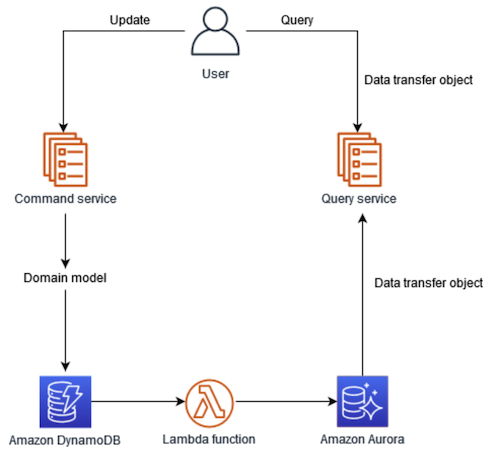 Update
Query
User
Data transfer object
Command service
Query service
Domain model
Data transfer object
Amazon DynamoDB
Lambda function
Amazon Aurora